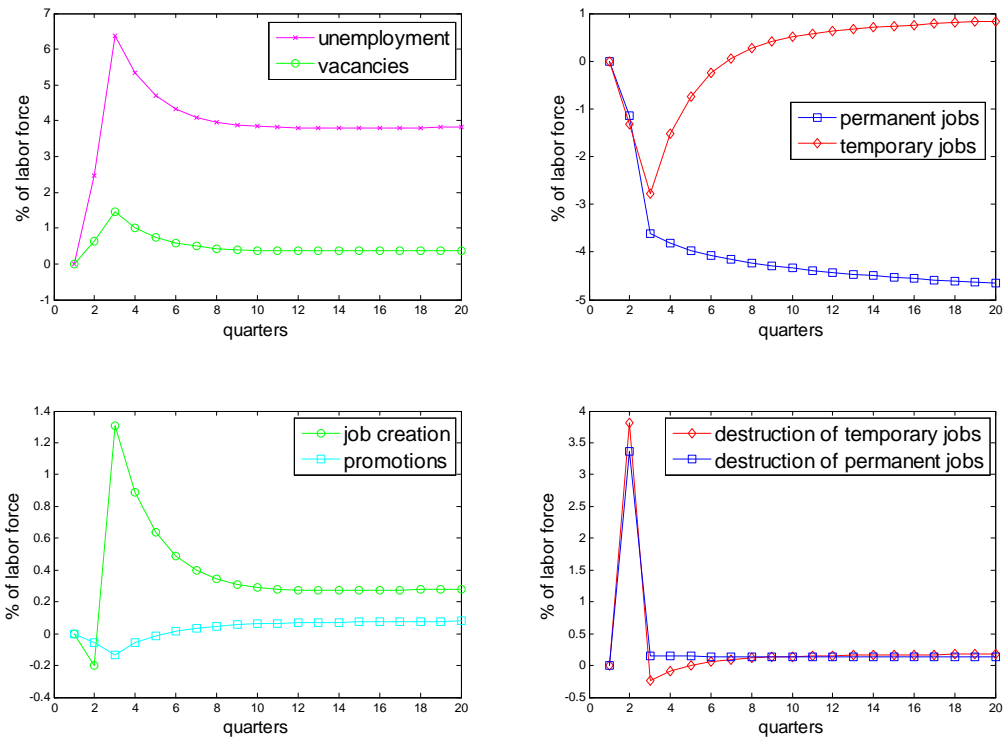 7
6
5
4
3
2
1
0
-1
% of labor force
unemployment
vacancies
0 2 4 6 8 10 12 14 16 18 20
quarters
1
0
-1
-2
-3
-4
-5
% of labor force
permanent jobs
temporary jobs
0 2 4 6 8 10 12 14 16 18 20
quarters
1.4
1.2
1
0.8
0.6
0.4
0.2
0
-0.2
-0.4
% of labor force
job creation
promotions
0 2 4 6 8 10 12 14 16 18 20
quarters
4
3.5
3
2.5
2
1.5
1
0.5
0
-0.5
% of labor force
destruction of temporary jobs
destruction of permanent jobs
0 2 4 6 8 10 12 14 16 18 20
quarters